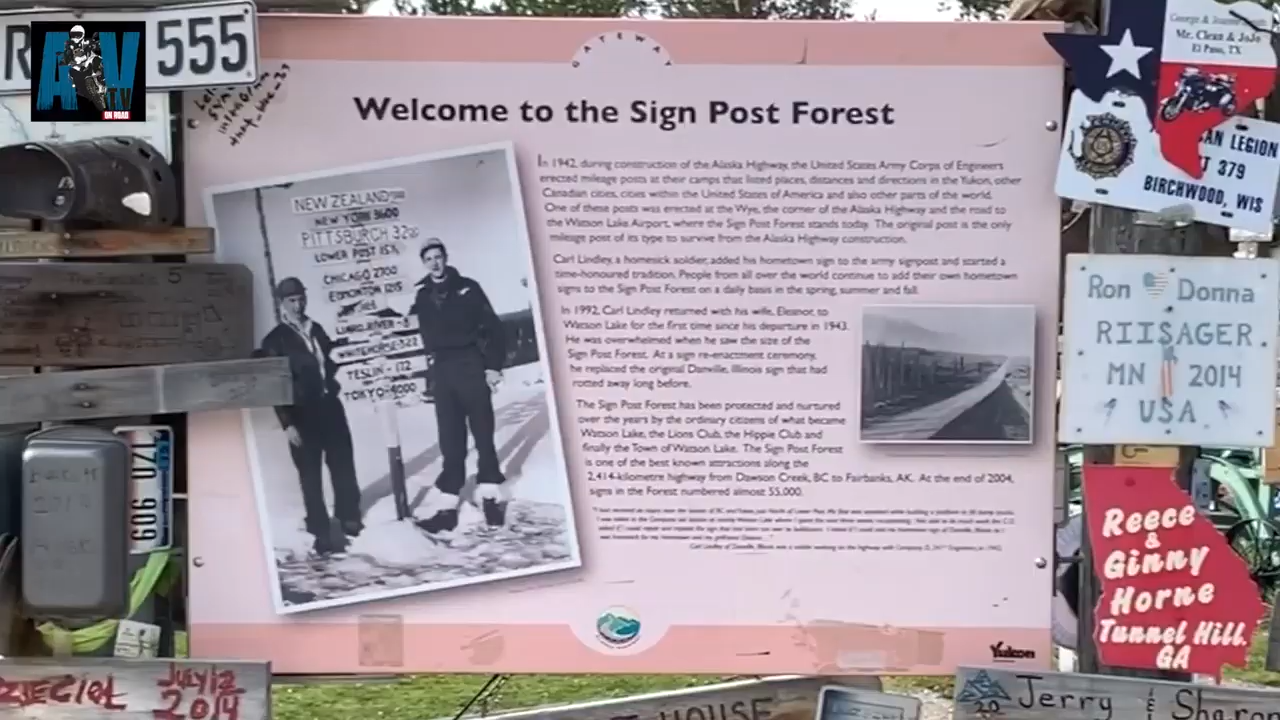 555
ATV
TV
ON ROAD
GATEWA
Welcome to the Sign Post Forest
In 1942, during construction of the Alaska Highway, the United States Army Corps of Engineers
erected mileage posts at their camps that listed places, distances and directions in the Yukon, other
Canadian cities, cities within the United States of America and also other parts of the world.
One of these posts was erected at the Wye, the corner of the Alaska Highway and the road to
the Watson Lake Airport, where the Sign Post Forest stands today. The original post is the only
mileage post of its type to survive from the Alaska Highway construction.
Carl Lindley, a homesick soldier, added his hometown sign to the army signpost and started a
time-honoured tradition. People from all over the world continue to add their own hometown
signs to the Sign Post Forest on a daily basis in the spring, summer and fall.
In 1992, Carl Lindley returned with his wife, Eleanor, to
Watson Lake for the first time since his departure in 1943.
He was overwhelmed when he saw the size of the
Sign Post Forest. At a sign re-enactment ceremony,
he replaced the original Danville, Illinois sign that had
rotted away long before.
The Sign Post Forest has been protected and nurtured
over the years by the ordinary citizens of what became
Watson Lake, the Lions Club, the Hippie Club and
finally the Town of Watson Lake. The Sign Post Forest
is one of the best known attractions along the
2,414-kilometre highway from Dawson Creek, BC to Fairbanks, AK. At the end of 2004,
signs in the Forest numbered almost 55,000.
NEW ZEALAND
NEW YORK 3600
PITTSBURCH 32
LOWER POST
CHICAGO 2700
EDMONTON
WHITEHORSE-322
TESLIN-172
TOKYO-4000
Yukon
George &
Mr. Clean & JoJo
El Paso, TX
AN LEGION
T 379
BIRCHWOOD, WIS
Ron Donna
RIISAGER
MN 2014
USA
Reece
&
Ginny
Horne
Tunnel Hill,
GA
JULY 12
2014
HOUSE
20 Jerry & Sharon